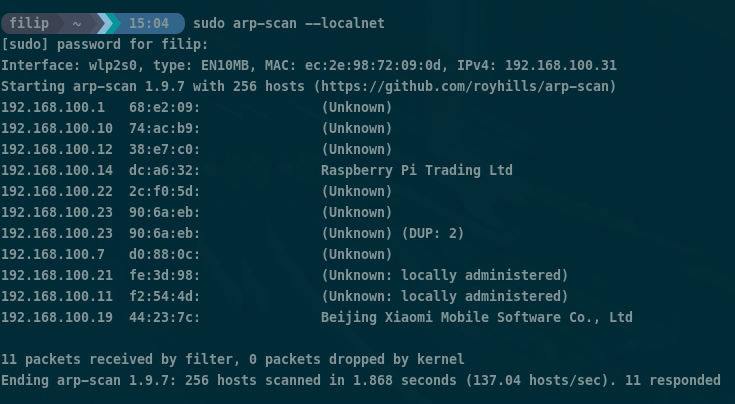 filip ~ 15:04 sudo arp-scan --localnet
[sudo] password for filip:
Interface: wlp2s0, type: EN10MB, MAC: ec:2e:98:72:09:0d, IPv4: 192.168.100.31
Starting arp-scan 1.9.7 with 256 hosts (https://github.com/royhills/arp-scan)
192.168.100.1 68:e2:09: (Unknown)
192.168.100.10 74:ac:b9: (Unknown)
192.168.100.12 38:e7:c0: (Unknown)
192.168.100.14 dc:a6:32: Raspberry Pi Trading Ltd
192.168.100.22 2c:f0:5d: (Unknown)
192.168.100.23 90:6a:eb: (Unknown)
192.168.100.23 90:6a:eb: (Unknown) (DUP: 2)
192.168.100.7 d0:88:0c: (Unknown)
192.168.100.21 fe:3d:98: (Unknown: locally administered)
192.168.100.11 f2:54:4d: (Unknown: locally administered)
192.168.100.19 44:23:7c: Beijing Xiaomi Mobile Software Co., Ltd
11 packets received by filter, 0 packets dropped by kernel
Ending arp-scan 1.9.7: 256 hosts scanned in 1.868 seconds (137.04 hosts/sec). 11 responded